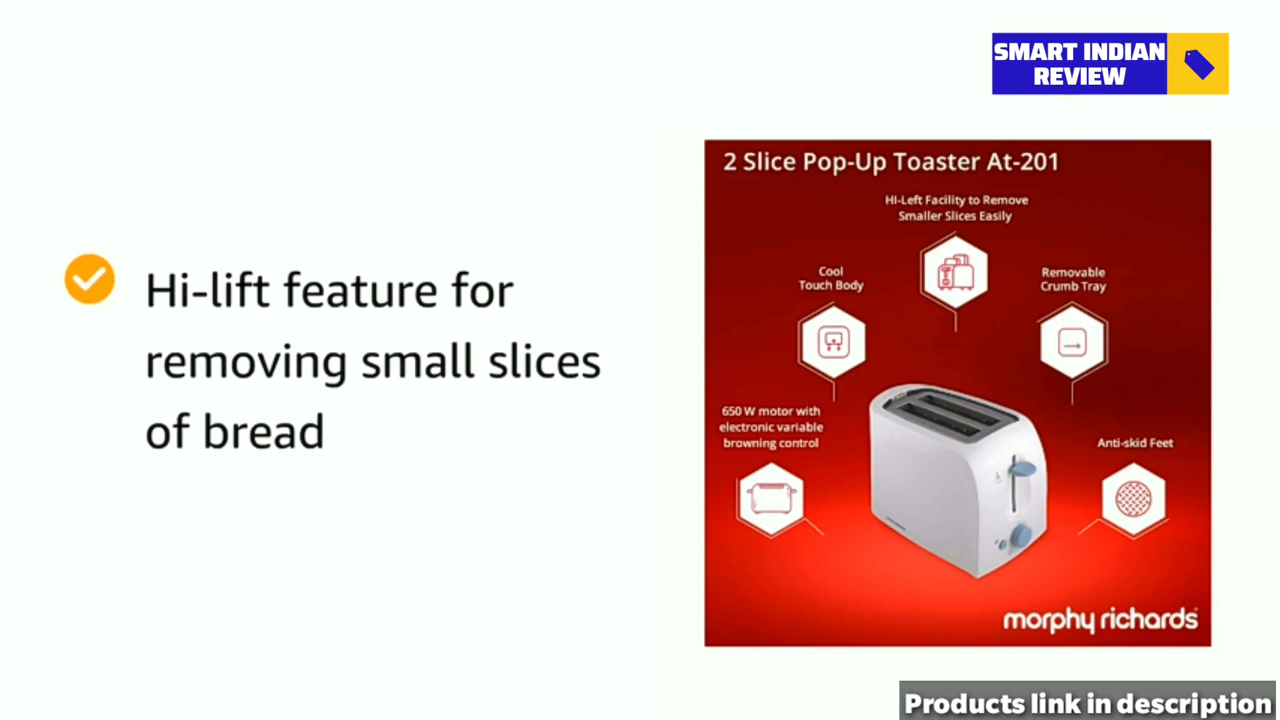 SMART INDIAN
REVIEW
Hi-lift feature for
removing small slices
of bread
2 Slice Pop-Up Toaster At-201
HI-Left Facility to Remove
Smaller Slices Easily
Cool
Touch Body
Removable
Crumb Tray
650 W motor with
electronic variable
browning control
Anti-skid Feet
morphy richards
Products link in description